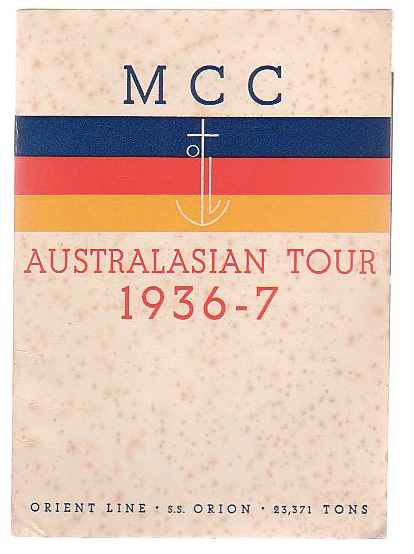 MCC
AUSTRALASIAN TOUR
1936-7
ORIENT LINE · s.s. ORION · 23,371 TONS